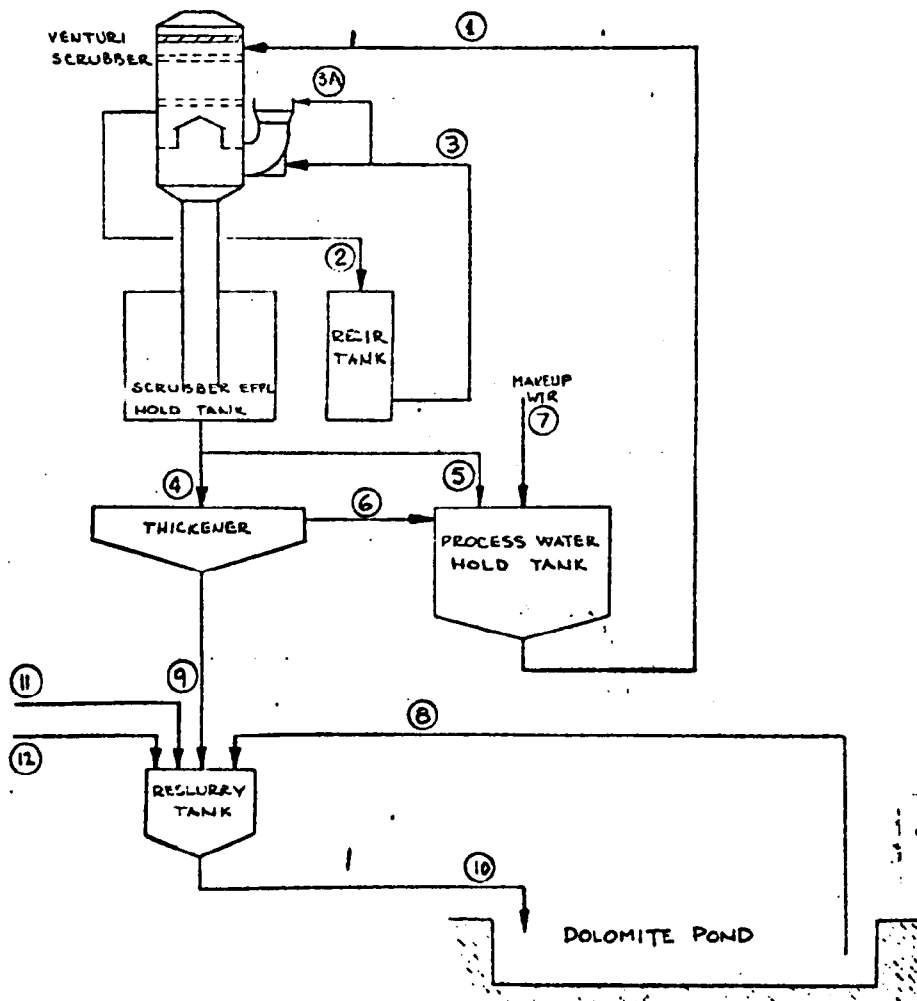 1
VENTURI
SCRUBBER
3A
3
2
RECIR
TANK
SCRUBBER EFFL
HOLD TANK
MAKEUP
WTR
7
4
5
6
THICKENER
PROCESS WATER
HOLD TANK
9
11
8
12
RESLURRY
TANK
10
DOLOMITE POND